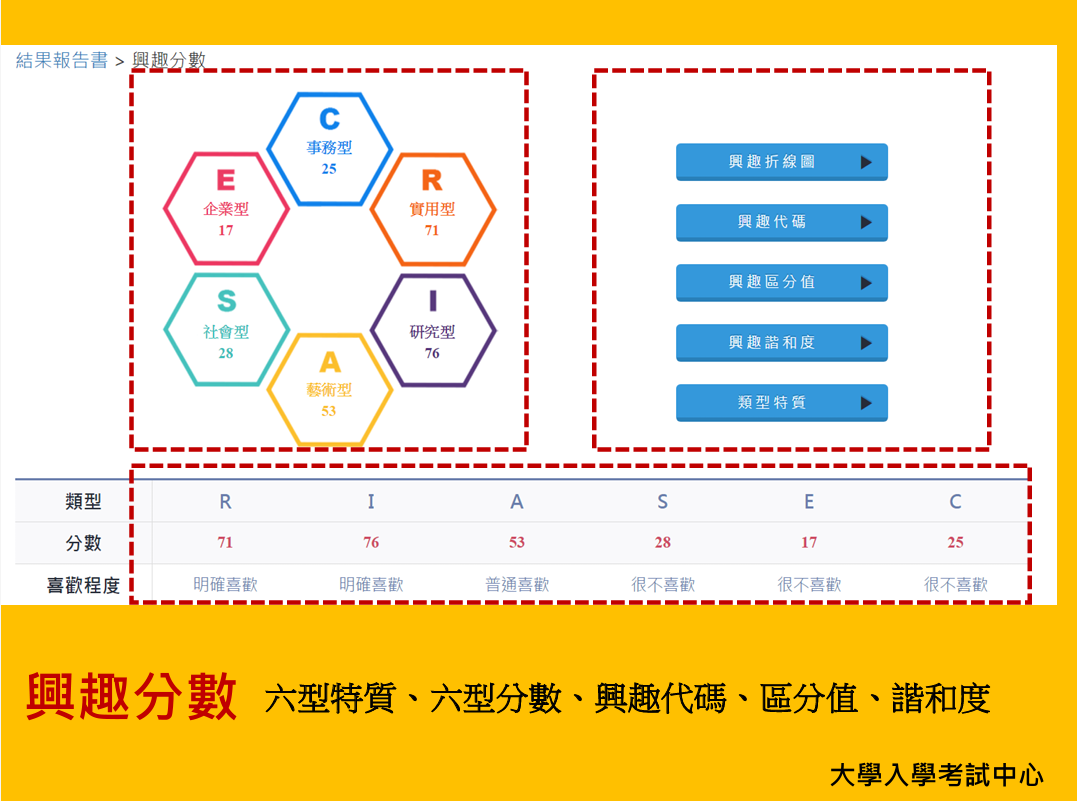 結果報告書 > 興趣分數
C
事務型
25
E
企業型
17
R
實用型
71
S
社會型
28
I
研究型
76
A
藝術型
53
興趣折線圖
興趣代碼
興趣區分值
興趣諧和度
類型特質
類型 R I A S E C
分數 71 76 53 28 17 25
喜歡程度 明確喜歡 明確喜歡 普通喜歡 很不喜歡 很不喜歡 很不喜歡
興趣分數 六型特質、六型分數、興趣代碼、區分值、諧和度
大學入學考試中心